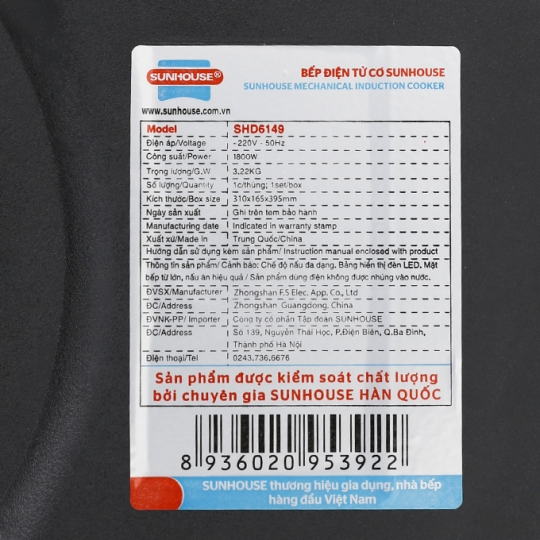 SUNHOUSE®
BẾP ĐIỆN TỪ CƠ SUNHOUSE
SUNHOUSE MECHANICAL INDUCTION COOKER
www.sunhouse.com.vn
Model SHD6149
Điện áp/Voltage ~220V - 50Hz
Công suất/Power 1800W
Trọng lượng/G.W 3,22KG
Số lượng/Quantity 1c/thùng; 1set/box
Kích thước/Box size 310x165x395mm
Ngày sản xuất Ghi trên tem bảo hành
Manufacturing date Indicated in warranty stamp
Xuất xứ/Made in Trung Quốc/China
Hướng dẫn sử dụng kèm sản phẩm/ Instruction manual enclosed with product
Thông tin sản phẩm/ Cảnh báo: Chế độ nấu đa dạng. Bảng hiển thị đèn LED. Mặt
bếp từ lớn, nấu ăn hiệu quả / Sản phẩm dùng điện không được nhúng vào nước.
ĐVSX/Manufacturer Zhongshan F.S Elec. App. Co., Ltd
ĐC/Address Zhongshan Guangdong, China
ĐVNK-PP/ Importer Công ty cổ phần Tập đoàn SUNHOUSE
ĐC/Address Số 139, Nguyễn Thái Học, P.Điện Biên, Q.Ba Đình,
Thành phố Hà Nội
Điện thoại/Tel 0243.736.6676
Sản phẩm được kiểm soát chất lượng
bởi chuyên gia SUNHOUSE HÀN QUỐC
8 936020 953922
SUNHOUSE thương hiệu gia dụng, nhà bếp
hàng đầu Việt Nam